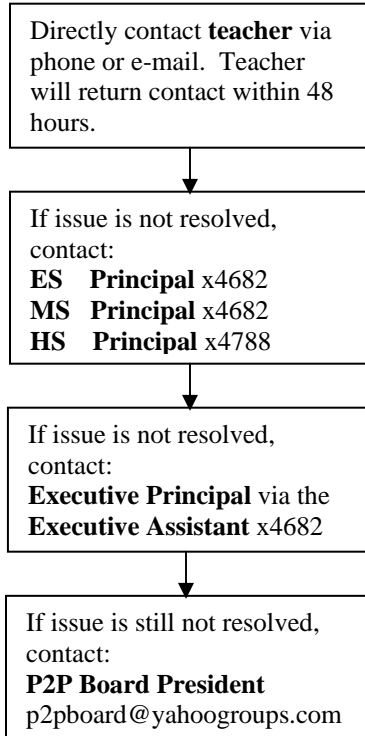 Directly contact teacher via
phone or e-mail. Teacher
will return contact within 48
hours.
If issue is not resolved,
contact:
ES Principal x4682
MS Principal x4682
HS Principal x4788
If issue is not resolved,
contact:
Executive Principal via the
Executive Assistant x4682
If issue is still not resolved,
contact:
P2P Board President
p2pboard@yahoogroups.com